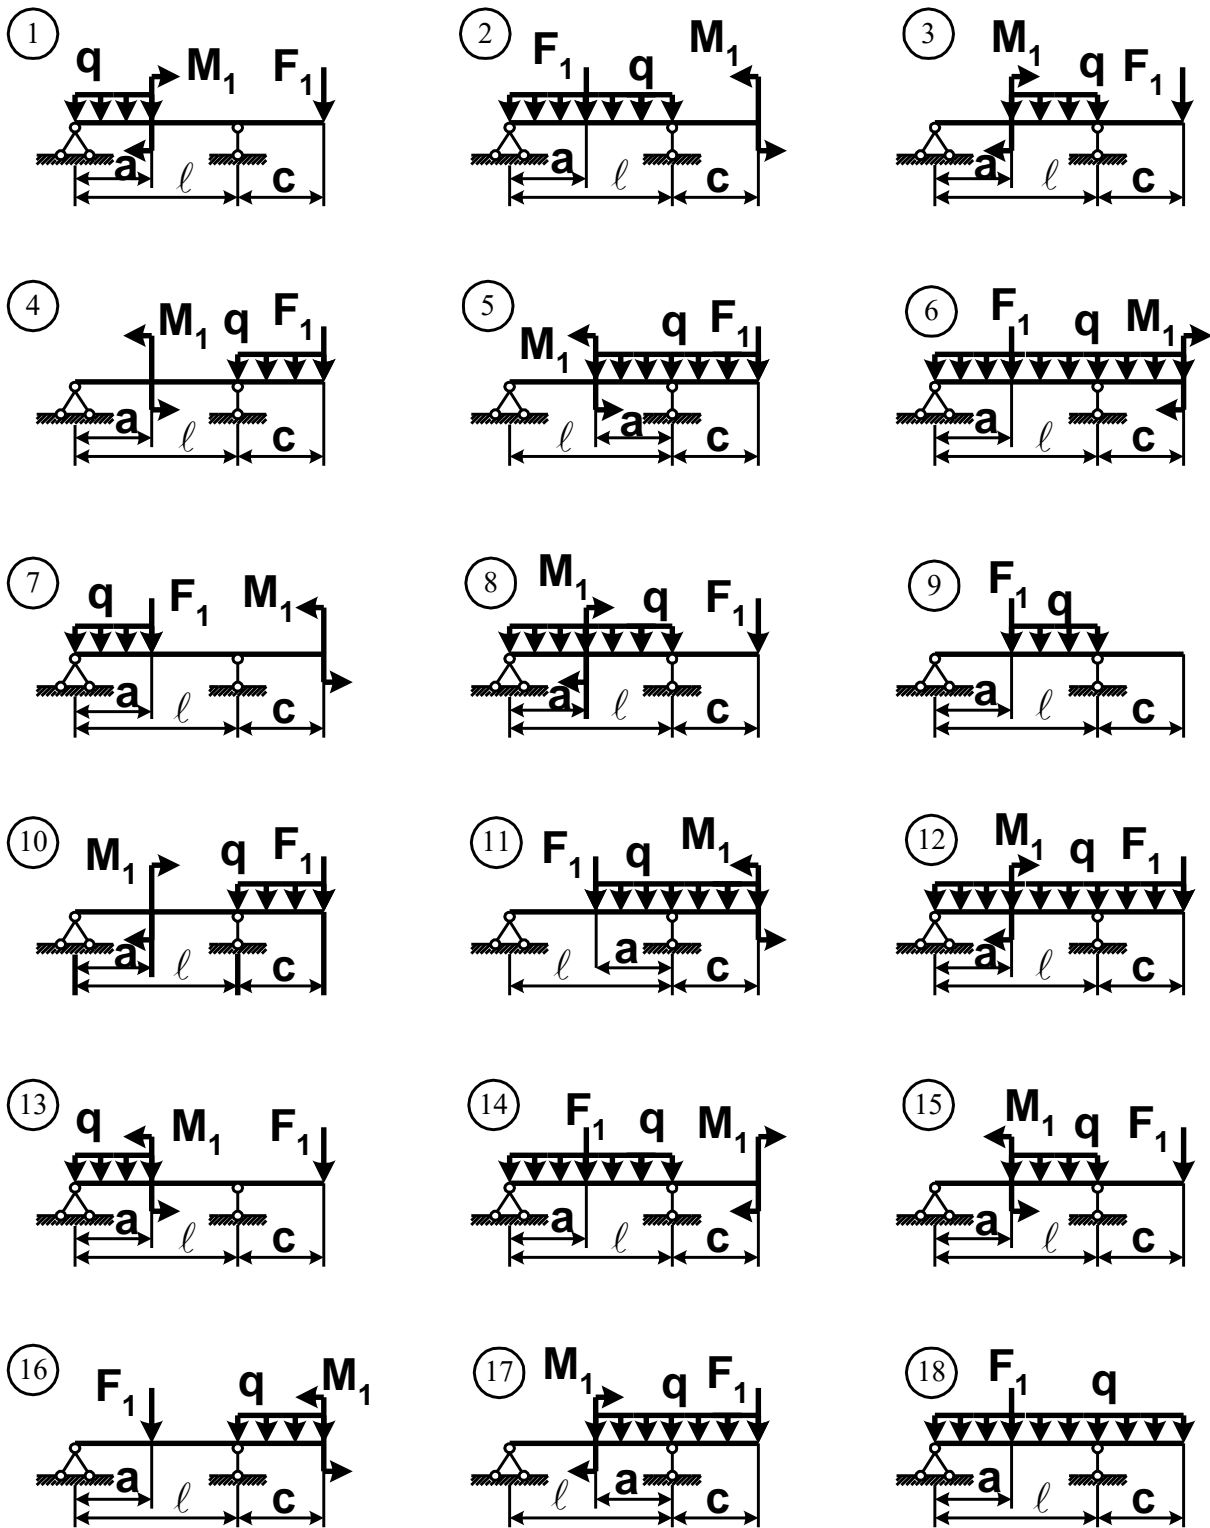 1 q M₁ F₁ a ℓ c
2 F₁ q M₁ a ℓ c
3 M₁ q F₁ a ℓ c
4 M₁ q F₁ a ℓ c
5 M₁ q F₁ ℓ a c
6 F₁ q M₁ a ℓ c
7 q F₁ M₁ a ℓ c
8 M₁ q F₁ a ℓ c
9 F₁ q a ℓ c
10 M₁ q F₁ a ℓ c
11 F₁ q M₁ ℓ a c
12 M₁ q F₁ a ℓ c
13 q M₁ F₁ a ℓ c
14 F₁ q M₁ a ℓ c
15 M₁ q F₁ a ℓ c
16 F₁ q M₁ a ℓ c
17 M₁ q F₁ ℓ a c
18 F₁ q a ℓ c